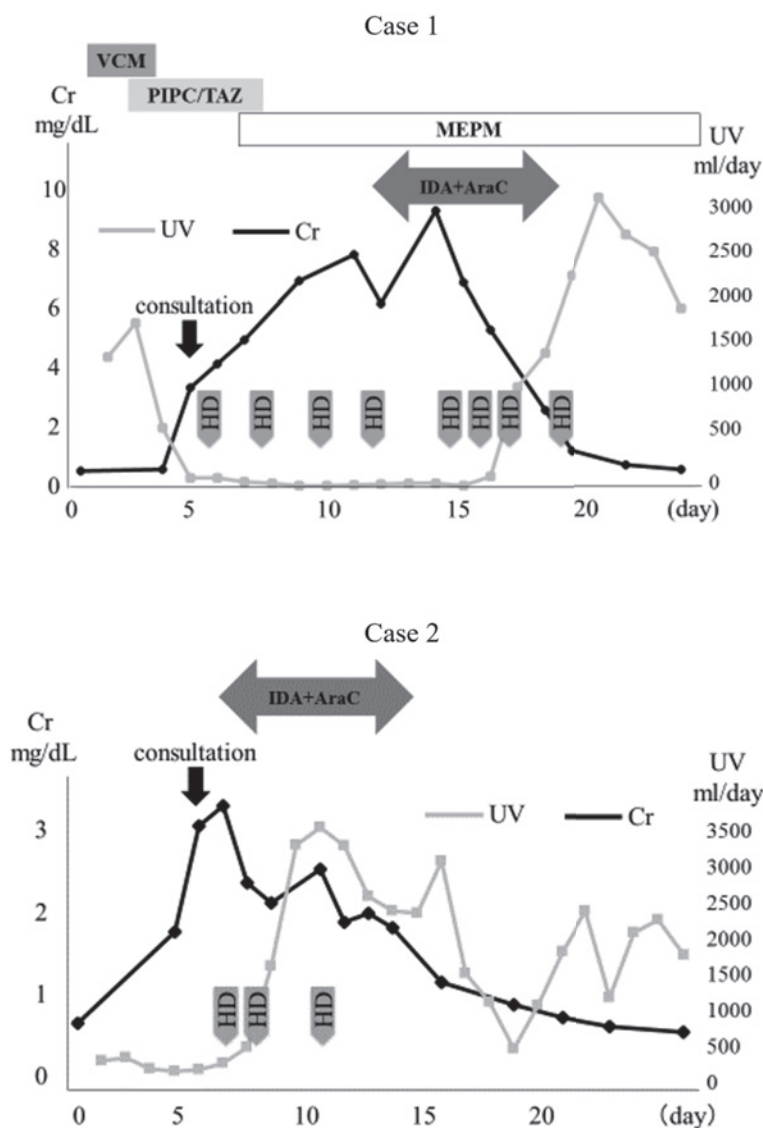 Case 1
VCM
PIPC/TAZ
MEPM
Cr
mg/dL
UV
ml/day
IDA+AraC
10
8
6
4
2
0
3000
2500
2000
1500
1000
500
0
UV
Cr
consultation
HD
HD
HD
HD
HD
HD
HD
HD
0
5
10
15
20
(day)
Case 2
IDA+AraC
Cr
mg/dL
consultation
UV
ml/day
UV
Cr
3
2
1
0
3500
3000
2500
2000
1500
1000
500
0
HD
HD
HD
0
5
10
15
20
(day)